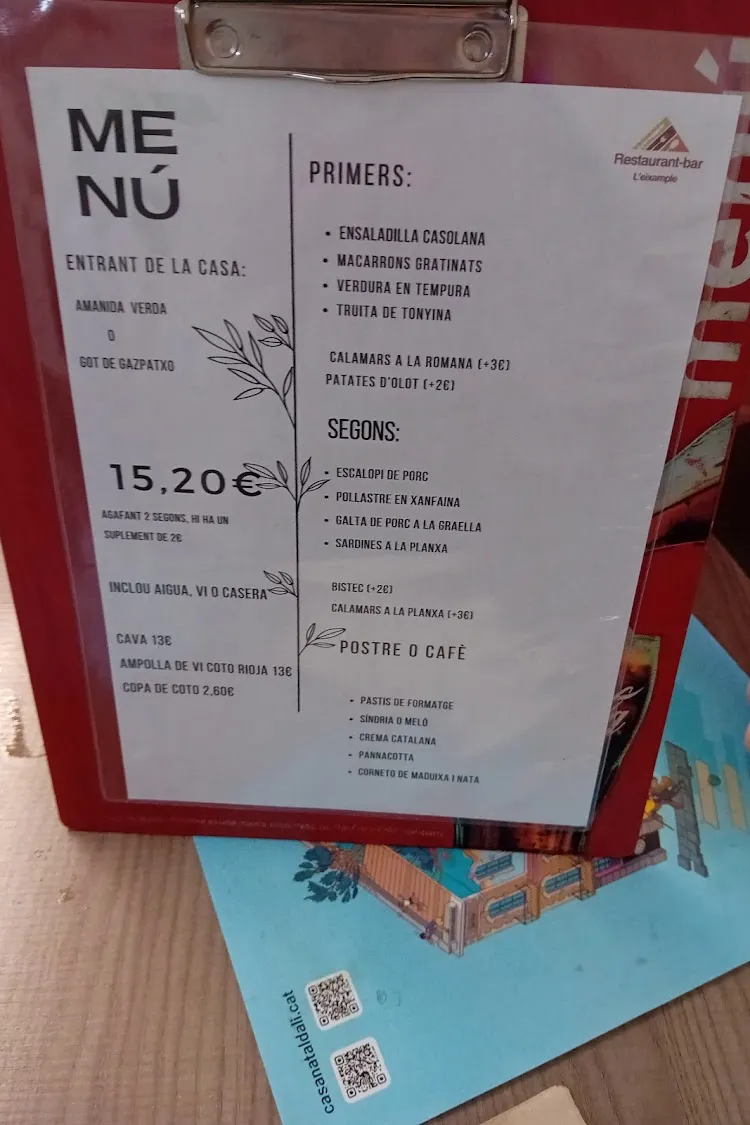 ME
NÚ
ENTRANT DE LA CASA:
AMANIDA VERDA
O
GOT DE GAZPATXO
15,20€
AGAFANT 2 SEGONS, HI HA UN
SUPLEMENT DE 2€
INCLOU AIGUA, VI O CASERA
CAVA 13€
AMPOLLA DE VI COTO RIOJA 13€
COPA DE COTO 2,60€
Restaurant-bar
L'eixample
PRIMERS:
• ENSALADILLA CASOLANA
• MACARRONS GRATINATS
• VERDURA EN TEMPURA
• TRUITA DE TONYINA
CALAMARS A LA ROMANA (+3€)
PATATES D'OLOT (+2€)
SEGONS:
• ESCALOPI DE PORC
• POLLASTRE EN XANFAINA
• GALTA DE PORC A LA GRAELLA
• SARDINES A LA PLANXA
BISTEC (+2€)
CALAMARS A LA PLANXA (+3€)
POSTRE O CAFÈ
• PASTIS DE FORMATGE
• SÍNDRIA O MELÓ
• CREMA CATALANA
• PANNACOTTA
• CORNETO DE MADUIXA I NATA
menú
casanataldali.cat